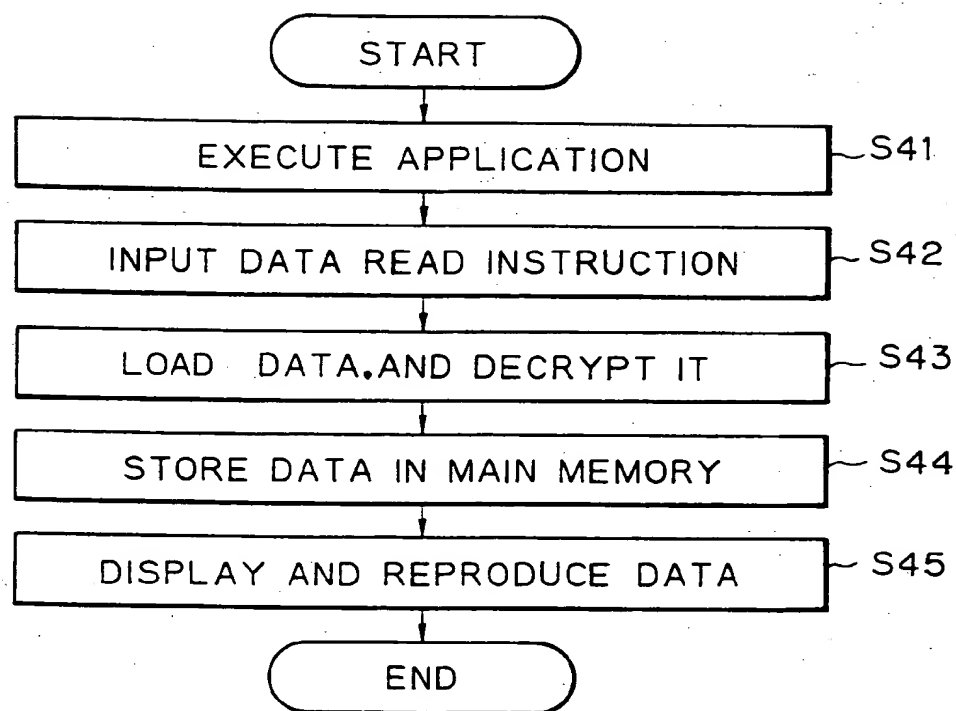 START
EXECUTE APPLICATION S41
INPUT DATA READ INSTRUCTION S42
LOAD DATA.AND DECRYPT IT S43
STORE DATA IN MAIN MEMORY S44
DISPLAY AND REPRODUCE DATA S45
END